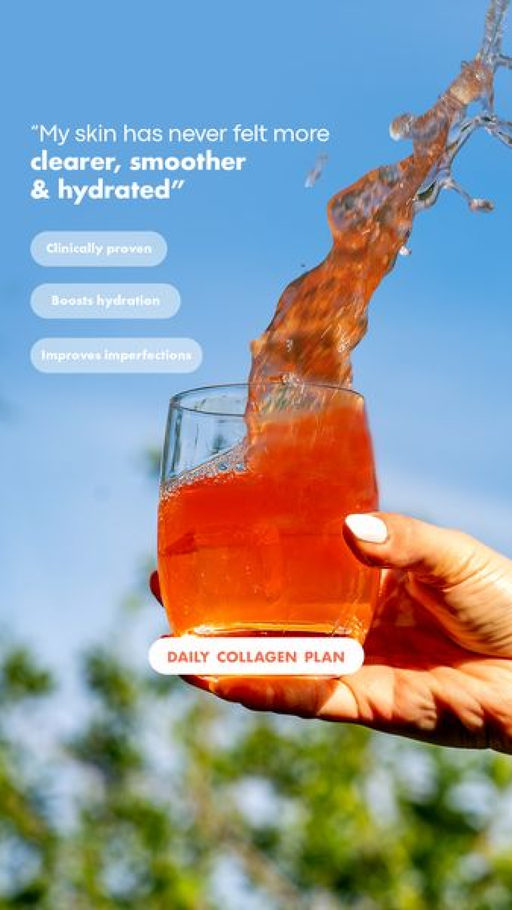 “My skin has never felt more
clearer, smoother
& hydrated”
Clinically proven
Boosts hydration
Improves imperfections
DAILY COLLAGEN PLAN